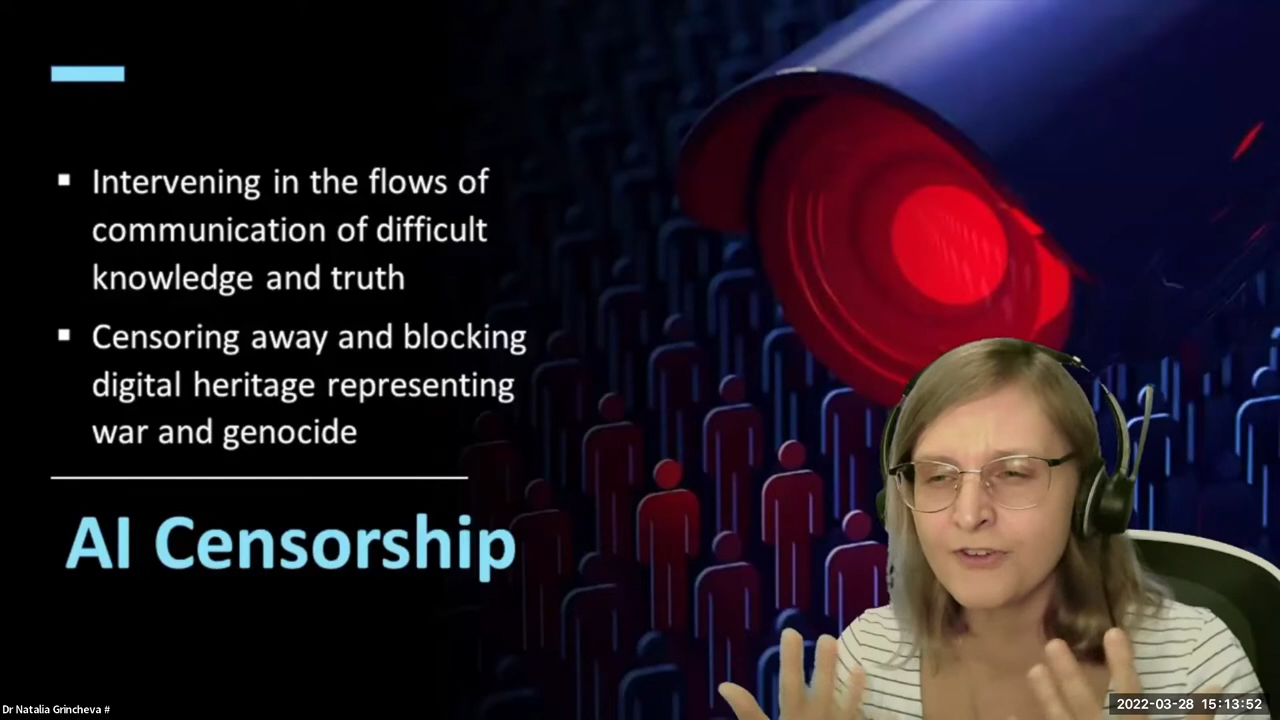 ▪ Intervening in the flows of
communication of difficult
knowledge and truth
▪ Censoring away and blocking
digital heritage representing
war and genocide
AI Censorship
Dr Natalia Grincheva #
2022-03-28 15:13:52